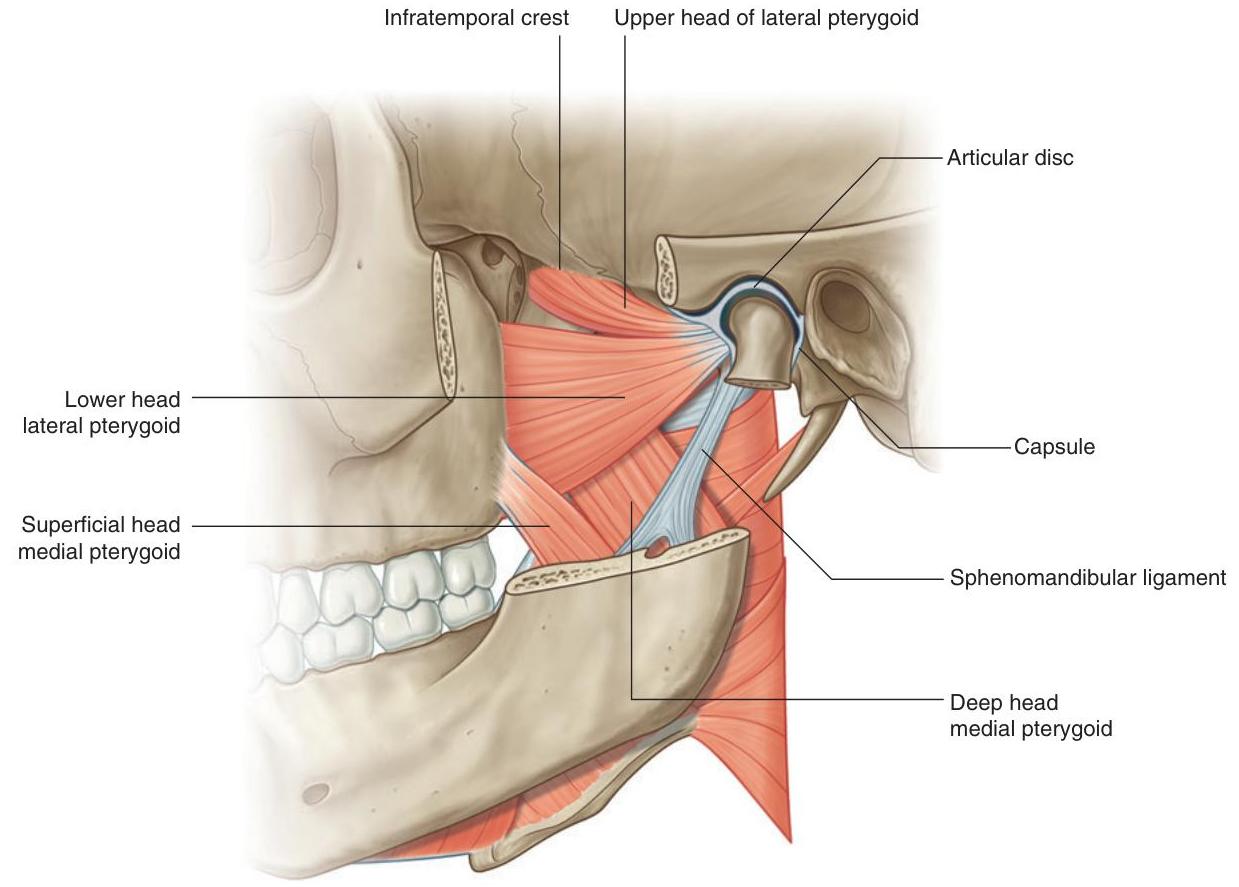 Infratemporal crest
Upper head of lateral pterygoid
Articular disc
Lower head
lateral pterygoid
Capsule
Superficial head
medial pterygoid
Sphenomandibular ligament
Deep head
medial pterygoid